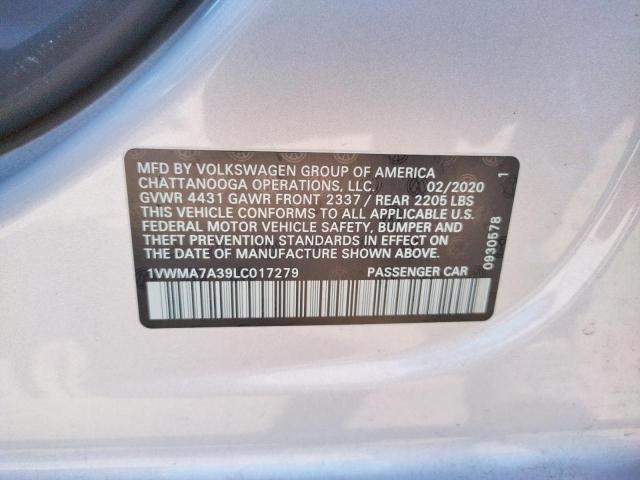 MFD BY VOLKSWAGEN GROUP OF AMERICA
CHATTANOOGA OPERATIONS, LLC. 02/2020
GVWR 4431 GAWR FRONT 2337 / REAR 2205 LBS
THIS VEHICLE CONFORMS TO ALL APPLICABLE U.S.
FEDERAL MOTOR VEHICLE SAFETY, BUMPER AND
THEFT PREVENTION STANDARDS IN EFFECT ON
THE DATE OF MANUFACTURE SHOWN ABOVE.
1VWMA7A39LC017279 PASSENGER CAR
0930578 1